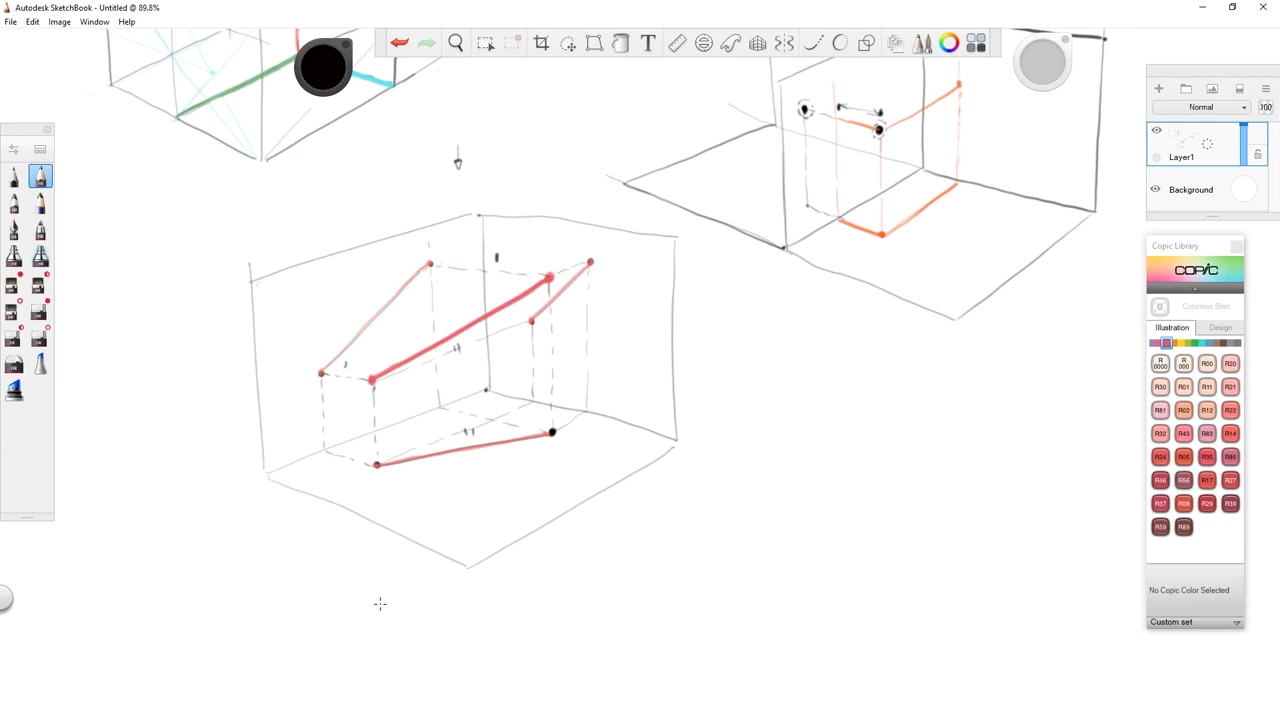 Autodesk SketchBook - Untitled @ 89.8%
File Edit Image Window Help
T
Normal
100
Layer1
Background
Copic Library
COPIC
0 Colorless Blen
Illustration Design
R0000 R000 R00 R20
R30 R01 R11 R21
R81 R02 R12 R22
R32 R43 R83 R14
R24 R05 R35 R85
R46 R56 R17 R27
R37 R08 R29 R39
R59 R89
No Copic Color Selected
Custom set